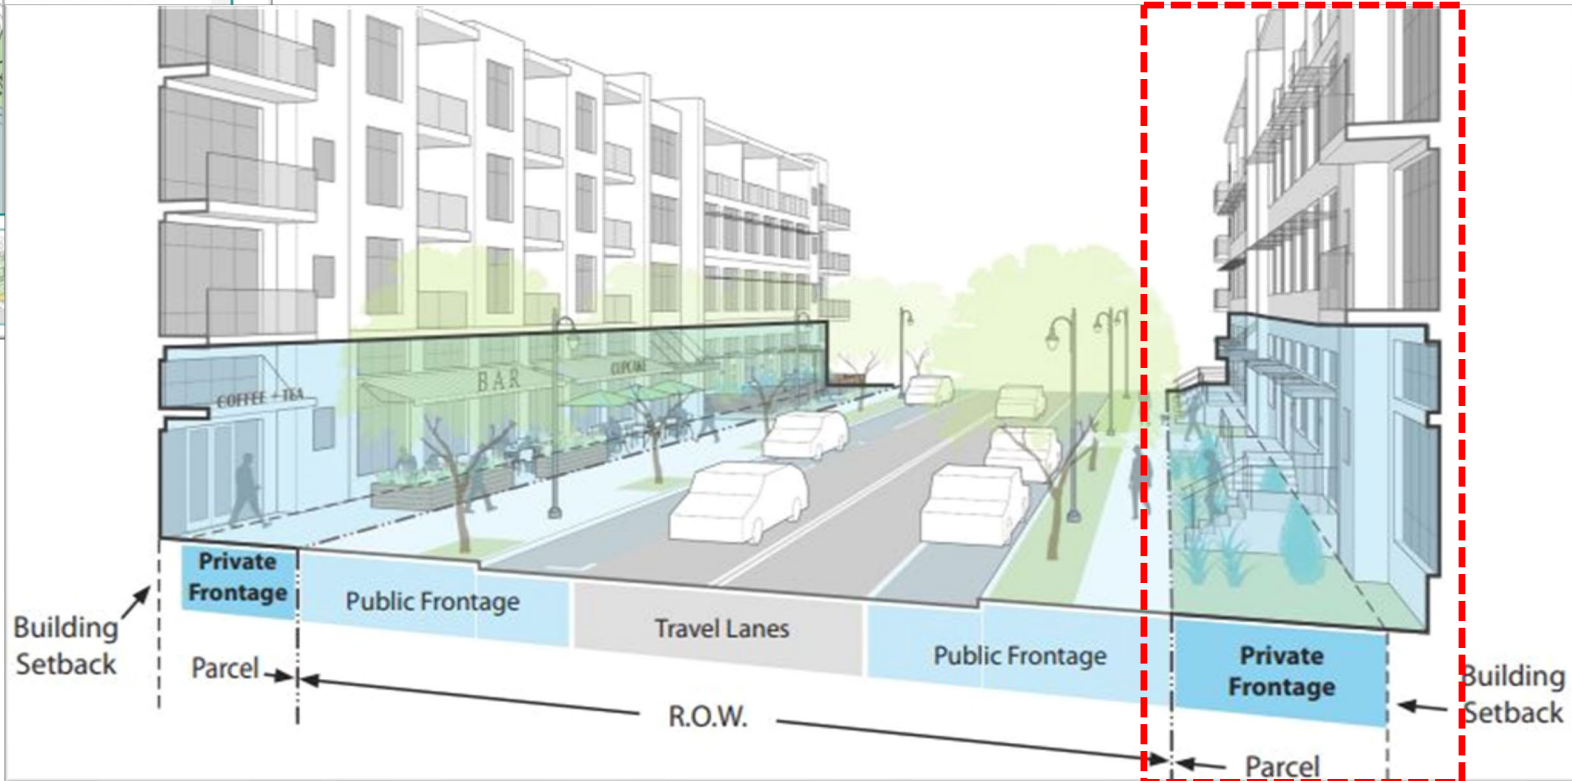 COFFEE + TEA
BAR
CUPCAKE
Private
Frontage
Public Frontage
Travel Lanes
Public Frontage
Private
Frontage
Building
Setback
Parcel
R.O.W.
Building
Setback
Parcel